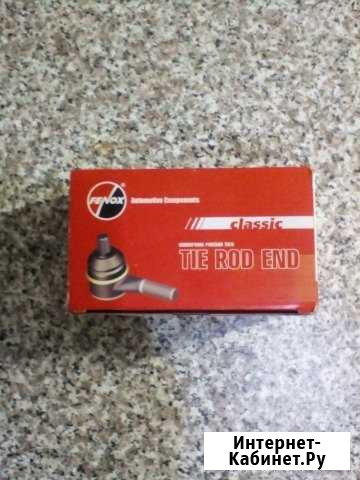 FENOX
®
Automotive Components
classic
TIE ROD END
Интернет-
Кабинет.Ру